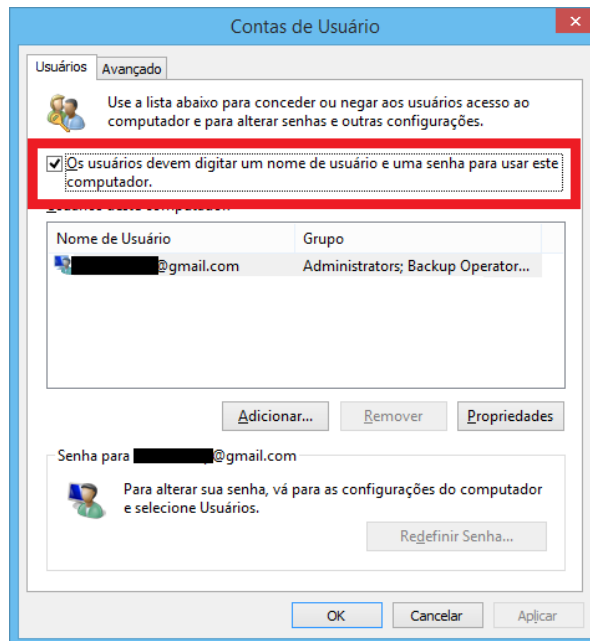 Contas de Usuário
Usuários
Avançado
Use a lista abaixo para conceder ou negar aos usuários acesso ao
computador e para alterar senhas e outras configurações.
Os usuários devem digitar um nome de usuário e uma senha para usar este
computador.
Nome de Usuário Grupo
@gmail.com Administrators; Backup Operator...
Adicionar... Remover Propriedades
Senha para @gmail.com
Para alterar sua senha, vá para as configurações do computador
e selecione Usuários.
Redefinir Senha...
OK Cancelar Aplicar